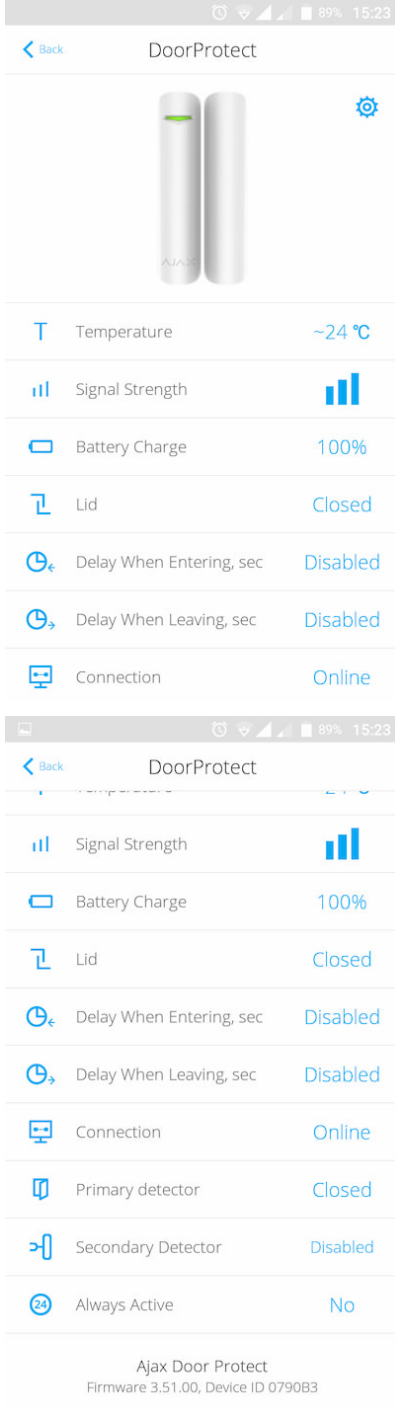 89% 15:23
Back DoorProtect
AJAX
T Temperature ~24 °C
Signal Strength
Battery Charge 100%
Lid Closed
Delay When Entering, sec Disabled
Delay When Leaving, sec Disabled
Connection Online
89% 15:23
Back DoorProtect
Signal Strength
Battery Charge 100%
Lid Closed
Delay When Entering, sec Disabled
Delay When Leaving, sec Disabled
Connection Online
Primary detector Closed
Secondary Detector Disabled
24 Always Active No
Ajax Door Protect
Firmware 3.51.00, Device ID 0790B3